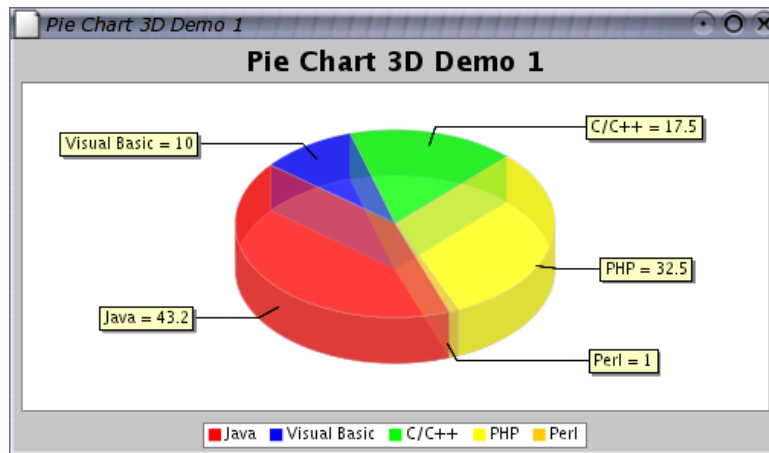 Pie Chart 3D Demo 1
Pie Chart 3D Demo 1
C/C++ = 17.5
Visual Basic = 10
PHP = 32.5
Java = 43.2
Perl = 1
Java Visual Basic C/C++ PHP Perl